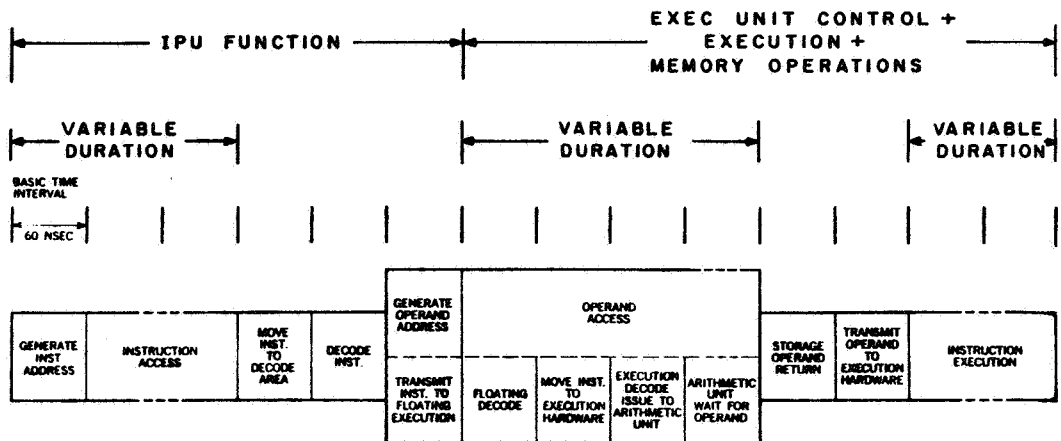 IPU FUNCTION
EXEC UNIT CONTROL +
EXECUTION +
MEMORY OPERATIONS
VARIABLE
DURATION
VARIABLE
DURATION
VARIABLE
DURATION
BASIC TIME
INTERVAL
60 NSEC
GENERATE
INST
ADDRESS
INSTRUCTION
ACCESS
MOVE
INST.
TO
DECODE
AREA
DECODE
INST.
GENERATE
OPERAND
ADDRESS
TRANSMIT
INST. TO
FLOATING
EXECUTION
OPERAND
ACCESS
FLOATING
DECODE
MOVE INST.
TO
EXECUTION
HARDWARE
EXECUTION
DECODE
ISSUE TO
ARITHMETIC
UNIT
ARITHMETIC
UNIT
WAIT FOR
OPERAND
STORAGE
OPERAND
RETURN
TRANSMIT
OPERAND
TO
EXECUTION
HARDWARE
INSTRUCTION
EXECUTION